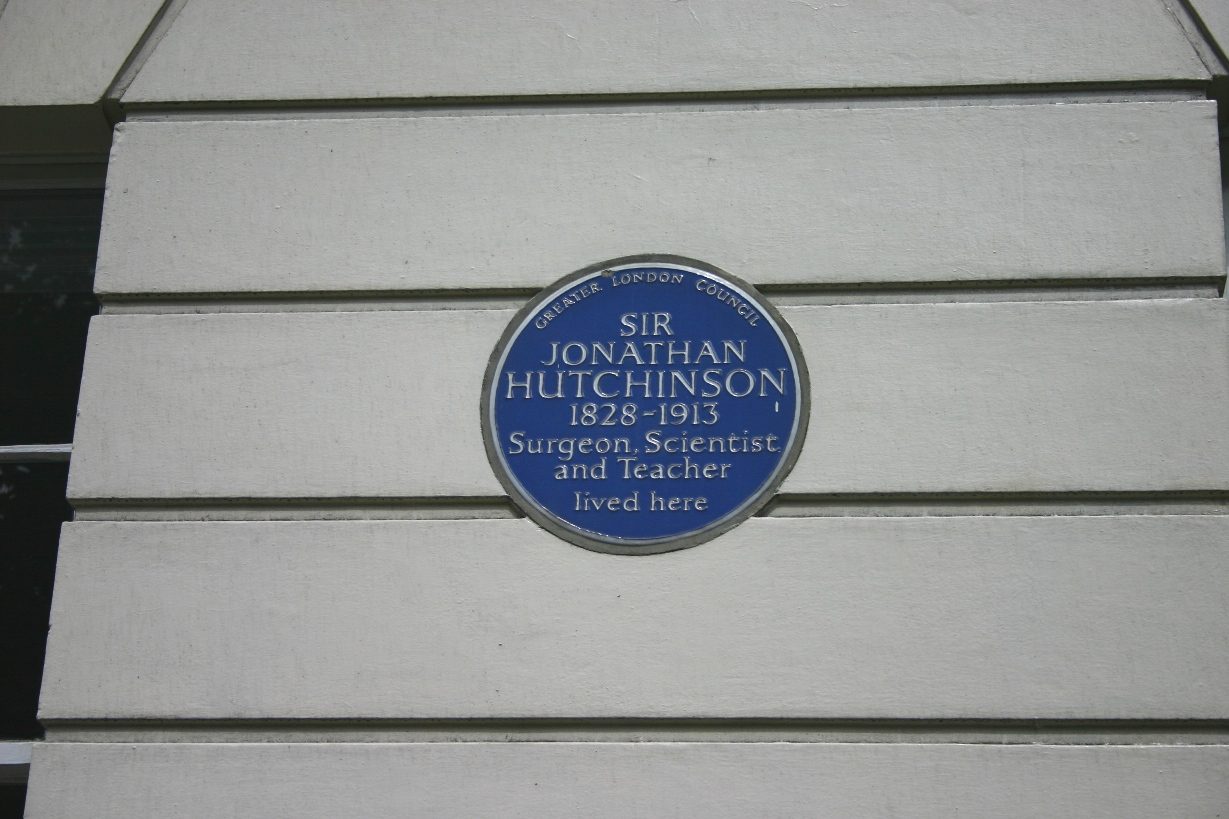 GREATER LONDON COUNCIL
SIR
JONATHAN
HUTCHINSON
1828-1913
Surgeon, Scientist
and Teacher
lived here